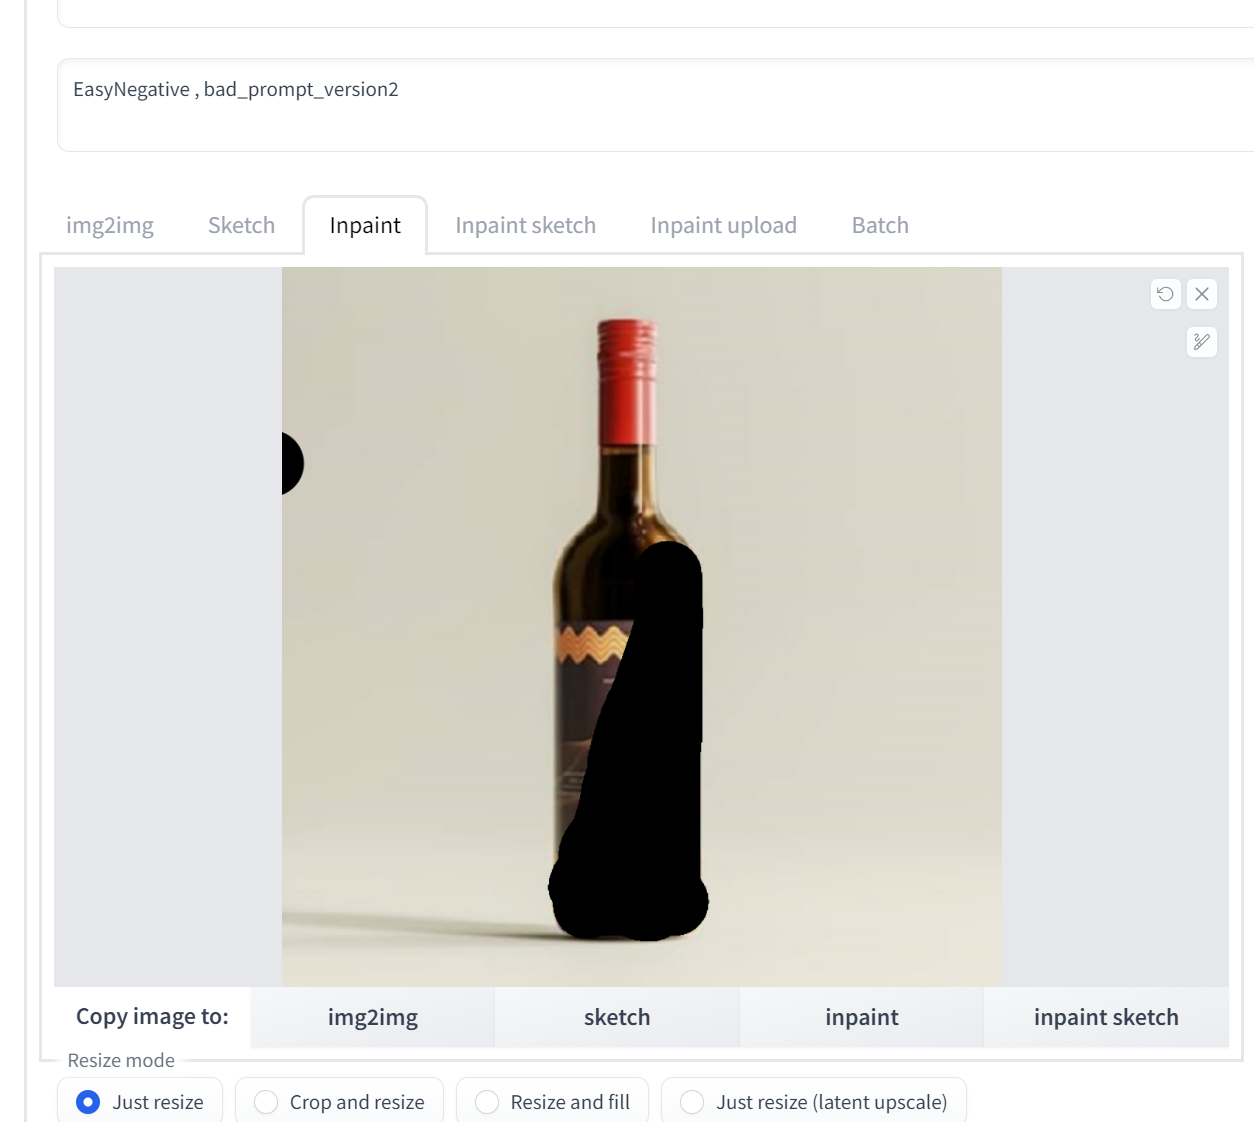 EasyNegative , bad_prompt_version2
img2img Sketch Inpaint Inpaint sketch Inpaint upload Batch
Copy image to: img2img sketch inpaint inpaint sketch
Resize mode
Just resize Crop and resize Resize and fill Just resize (latent upscale)